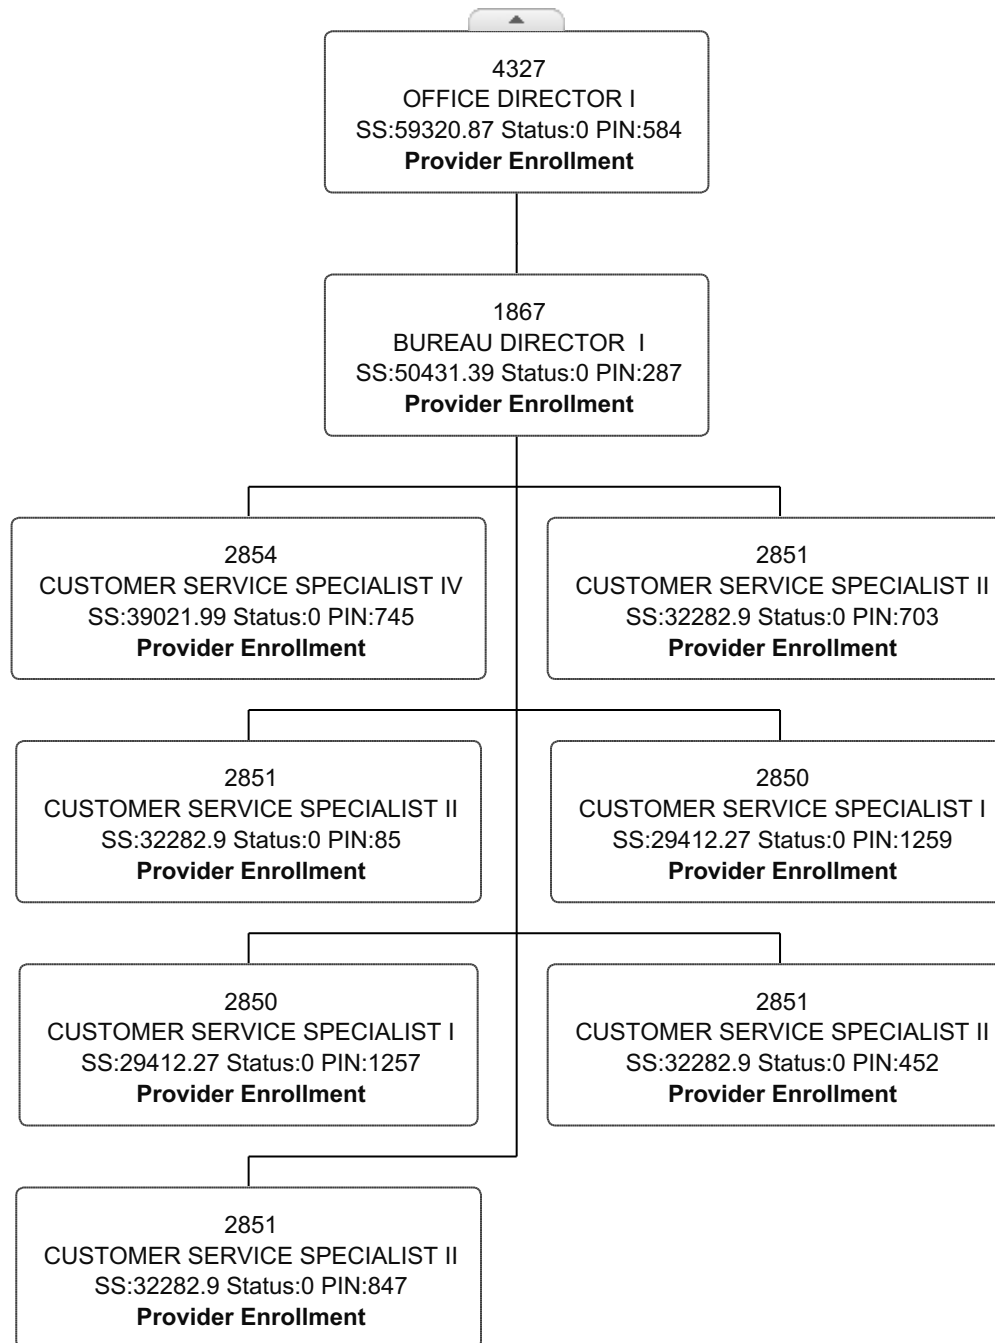 4327
OFFICE DIRECTOR I
SS:59320.87 Status:0 PIN:584
Provider Enrollment
1867
BUREAU DIRECTOR  I
SS:50431.39 Status:0 PIN:287
Provider Enrollment
2854
CUSTOMER SERVICE SPECIALIST IV
SS:39021.99 Status:0 PIN:745
Provider Enrollment
2851
CUSTOMER SERVICE SPECIALIST II
SS:32282.9 Status:0 PIN:703
Provider Enrollment
2851
CUSTOMER SERVICE SPECIALIST II
SS:32282.9 Status:0 PIN:85
Provider Enrollment
2850
CUSTOMER SERVICE SPECIALIST I
SS:29412.27 Status:0 PIN:1259
Provider Enrollment
2850
CUSTOMER SERVICE SPECIALIST I
SS:29412.27 Status:0 PIN:1257
Provider Enrollment
2851
CUSTOMER SERVICE SPECIALIST II
SS:32282.9 Status:0 PIN:452
Provider Enrollment
2851
CUSTOMER SERVICE SPECIALIST II
SS:32282.9 Status:0 PIN:847
Provider Enrollment